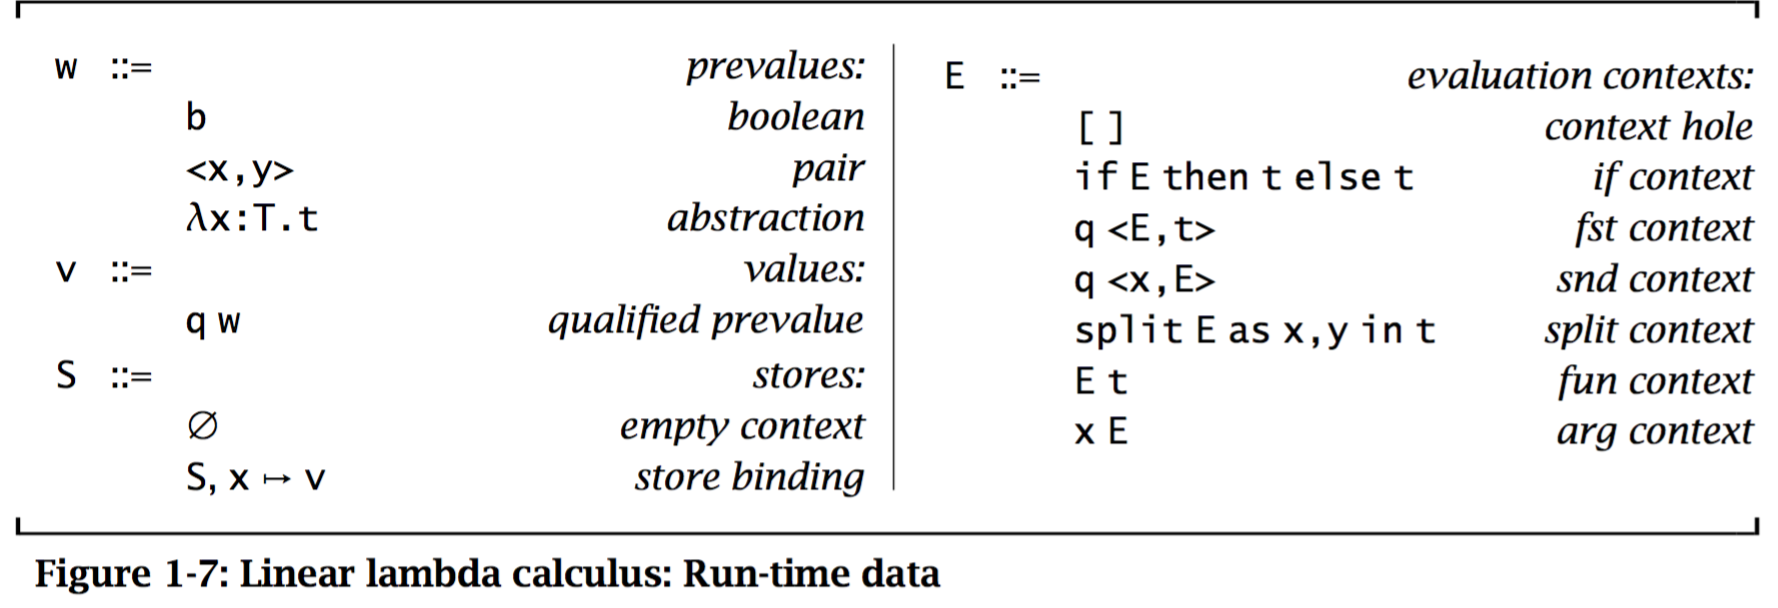 w ::= prevalues:
b boolean
<x,y> pair
λx:T.t abstraction
v ::= values:
q w qualified prevalue
S ::= stores:
∅ empty context
S, x ↦ v store binding
E ::= evaluation contexts:
[ ] context hole
if E then t else t if context
q <E,t> fst context
q <x,E> snd context
split E as x,y in t split context
E t fun context
x E arg context
Figure 1-7: Linear lambda calculus: Run-time data